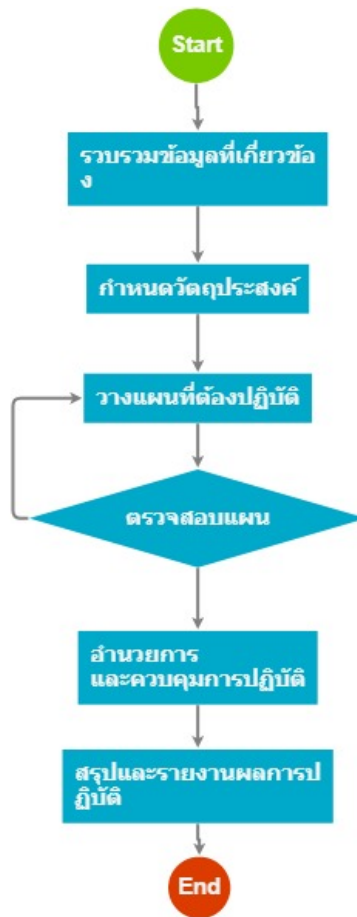 Start
รวบรวมข้อมูลที่เกี่ยวข้อ
ง
กำหนดวัตถุประสงค์
วางแผนที่ต้องปฏิบัติ
ตรวจสอบแผน
อำนวยการ
และควบคุมการปฏิบัติ
สรุปและรายงานผลการป
ฏิบัติ
End